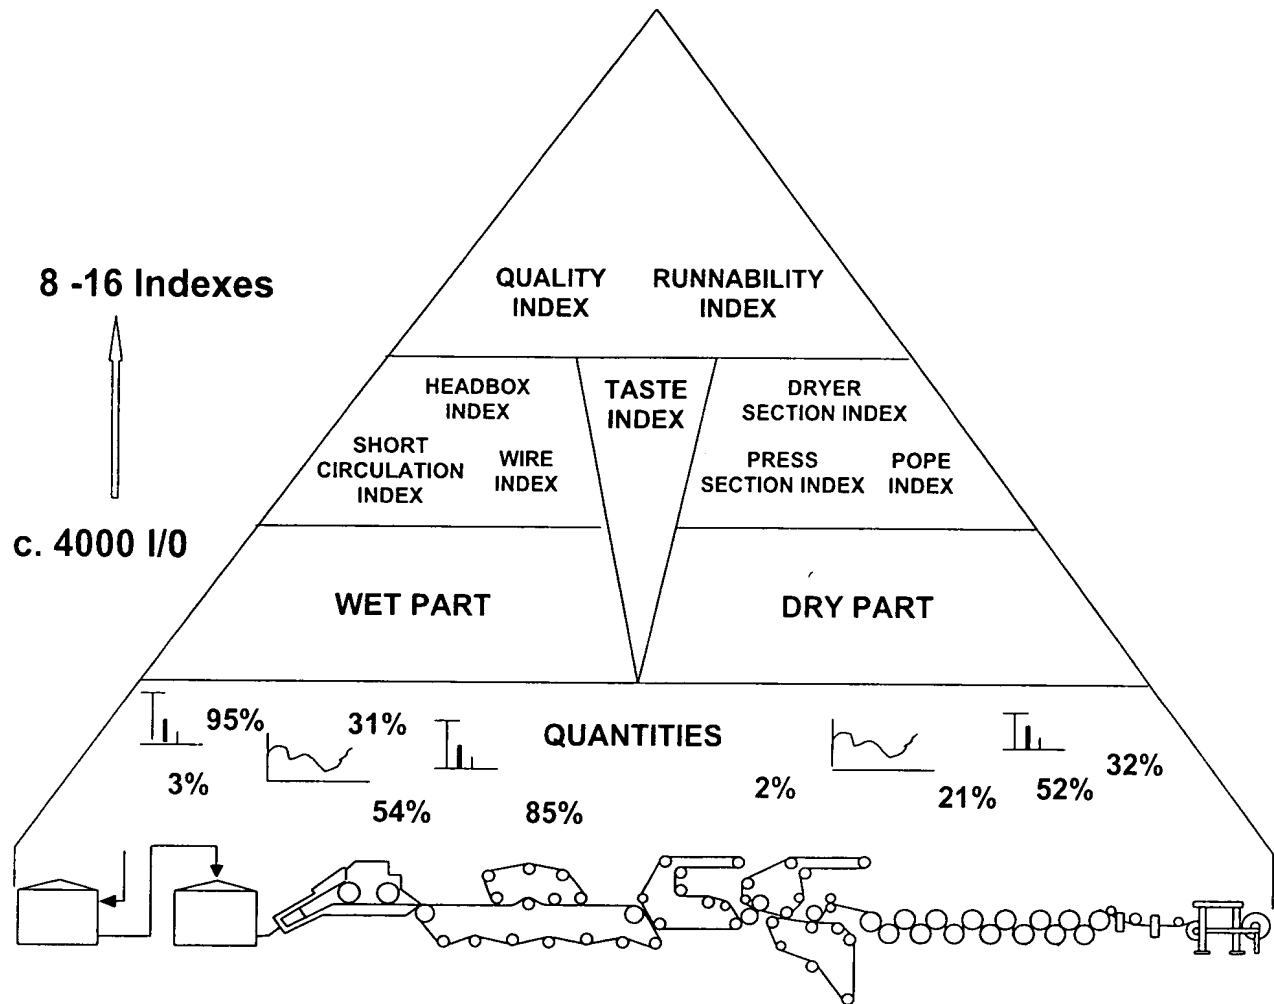 8 -16 Indexes
c. 4000 I/0
QUALITY
INDEX
RUNNABILITY
INDEX
HEADBOX
INDEX
SHORT
CIRCULATION
INDEX
WIRE
INDEX
TASTE
INDEX
DRYER
SECTION INDEX
PRESS
SECTION INDEX
POPE
INDEX
WET PART
DRY PART
QUANTITIES
95%
31%
3%
54%
85%
2%
21%
52%
32%